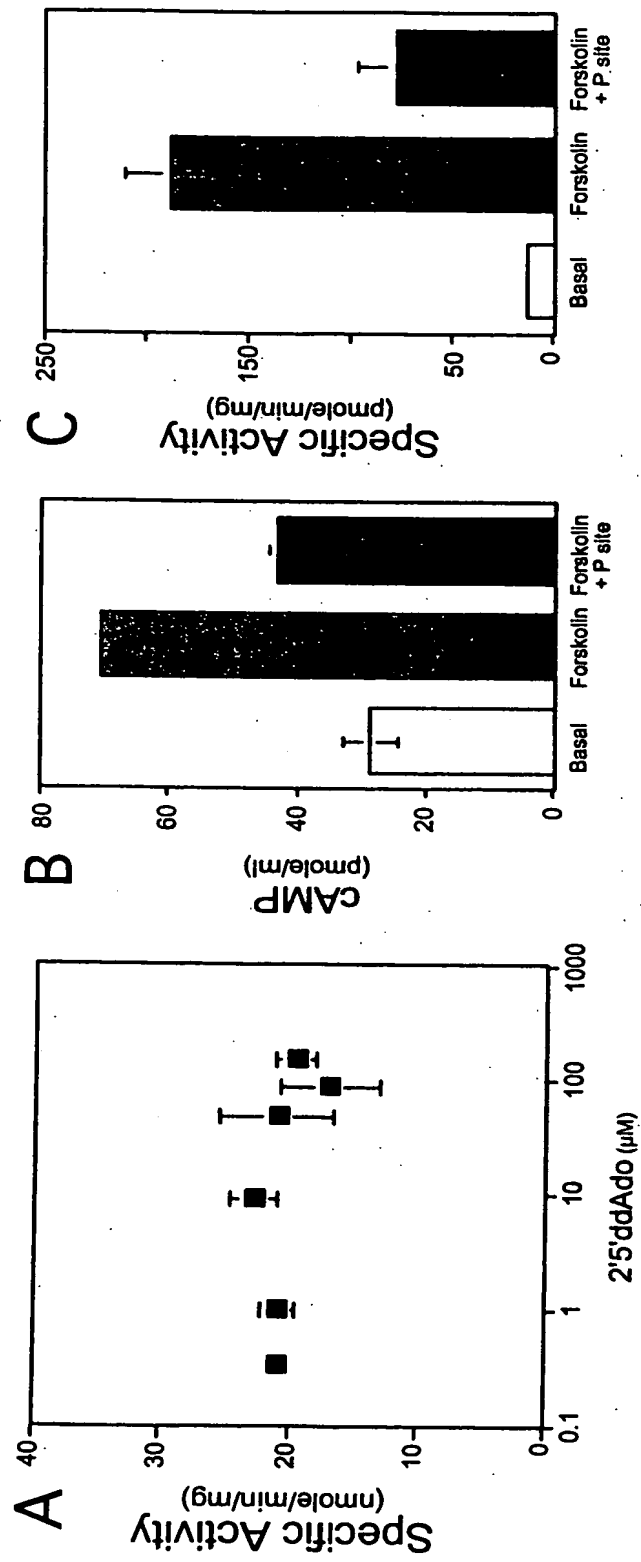 A
Specific Activity
(nmole/min/mg)
40
30
20
10
0
0.1
1
10
100
1000
2'5'ddAdo (µM)
B
cAMP
(pmole/ml)
80
60
40
20
0
Basal
Forskolin
Forskolin
+ P site
C
Specific Activity
(pmole/min/mg)
250
150
50
0
Basal
Forskolin
Forskolin
+ P site